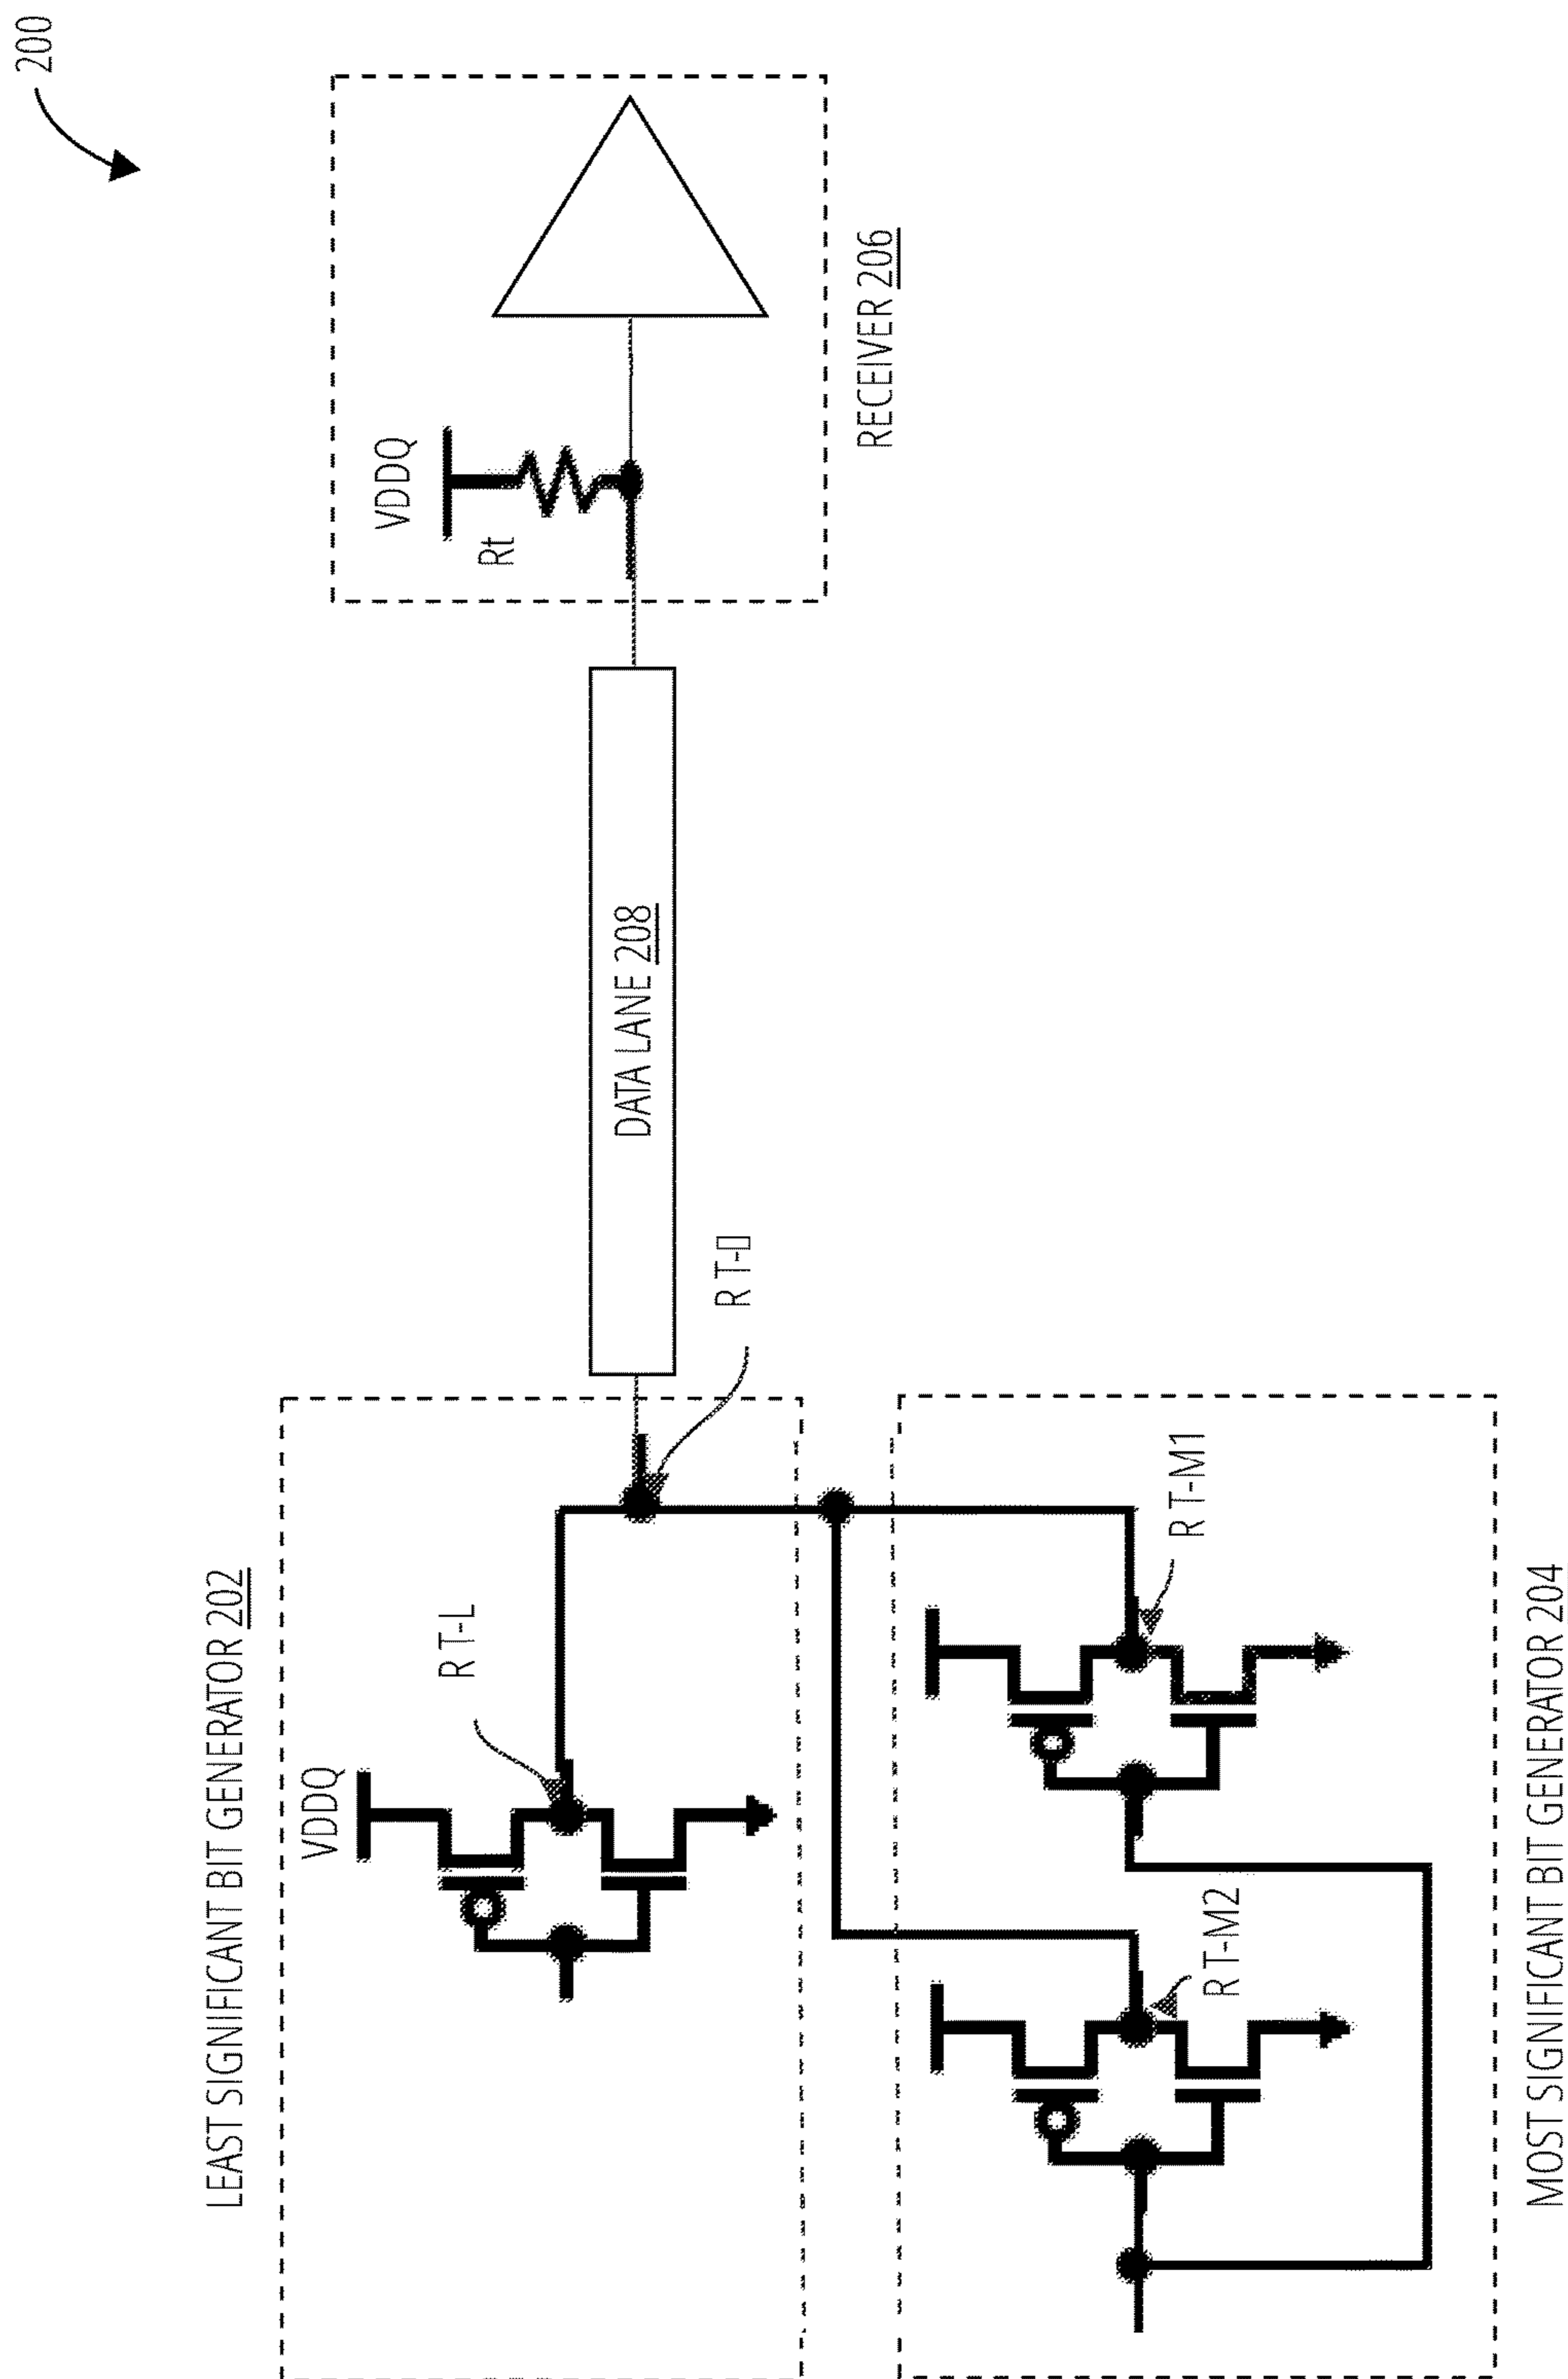 200
LEAST SIGNIFICANT BIT GENERATOR 202
VDDQ
R T-L
R T-0
DATA LANE 208
VDDQ
Rt
RECEIVER 206
R T-M1
R T-M2
MOST SIGNIFICANT BIT GENERATOR 204